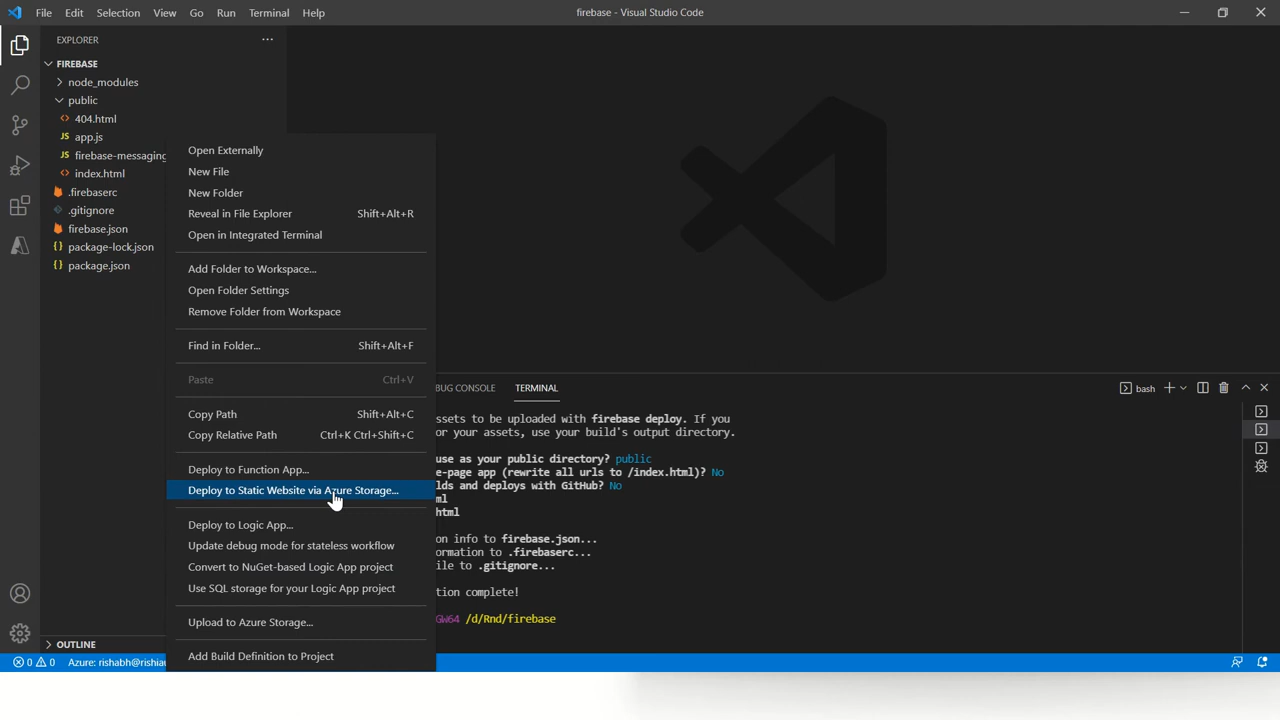 File Edit Selection View Go Run Terminal Help
firebase - Visual Studio Code
EXPLORER
FIREBASE
node_modules
public
404.html
JS app.js
JS firebase-messaging
index.html
.firebaserc
.gitignore
firebase.json
{} package-lock.json
{} package.json
Open Externally
New File
New Folder
Reveal in File Explorer Shift+Alt+R
Open in Integrated Terminal
Add Folder to Workspace...
Open Folder Settings
Remove Folder from Workspace
Find in Folder... Shift+Alt+F
Paste Ctrl+V
Copy Path Shift+Alt+C
Copy Relative Path Ctrl+K Ctrl+Shift+C
Deploy to Function App...
Deploy to Static Website via Azure Storage...
Deploy to Logic App...
Update debug mode for stateless workflow
Convert to NuGet-based Logic App project
Use SQL storage for your Logic App project
Upload to Azure Storage...
Add Build Definition to Project
BUG CONSOLE TERMINAL
bash
ssets to be uploaded with firebase deploy. If you
or your assets, use your build's output directory.
use as your public directory? public
e-page app (rewrite all urls to /index.html)? No
lds and deploys with GitHub? No
ml
html
on info to firebase.json...
ormation to .firebaserc...
ile to .gitignore...
tion complete!
GW64 /d/Rnd/firebase
OUTLINE
0 0 Azure: rishabh@rishiau